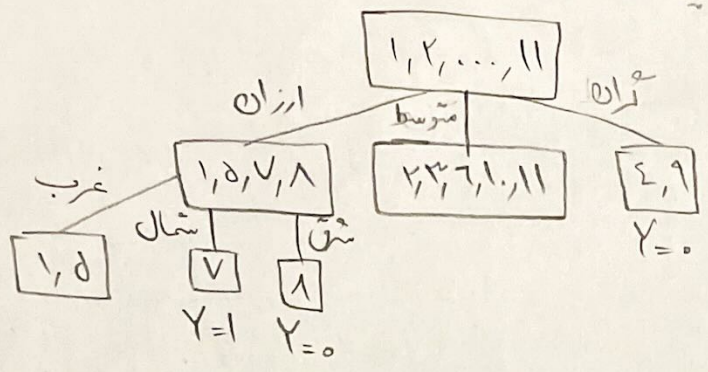 ۱,۲,...,۱۱
ارزان متوسط گران
۱,۵,۷,۸ ۲,۳,۶,۱۰,۱۱ ٤,۹
Y=۰
غرب شمال شرق
۱,۵ ۷ ۸
Y=۱ Y=۰